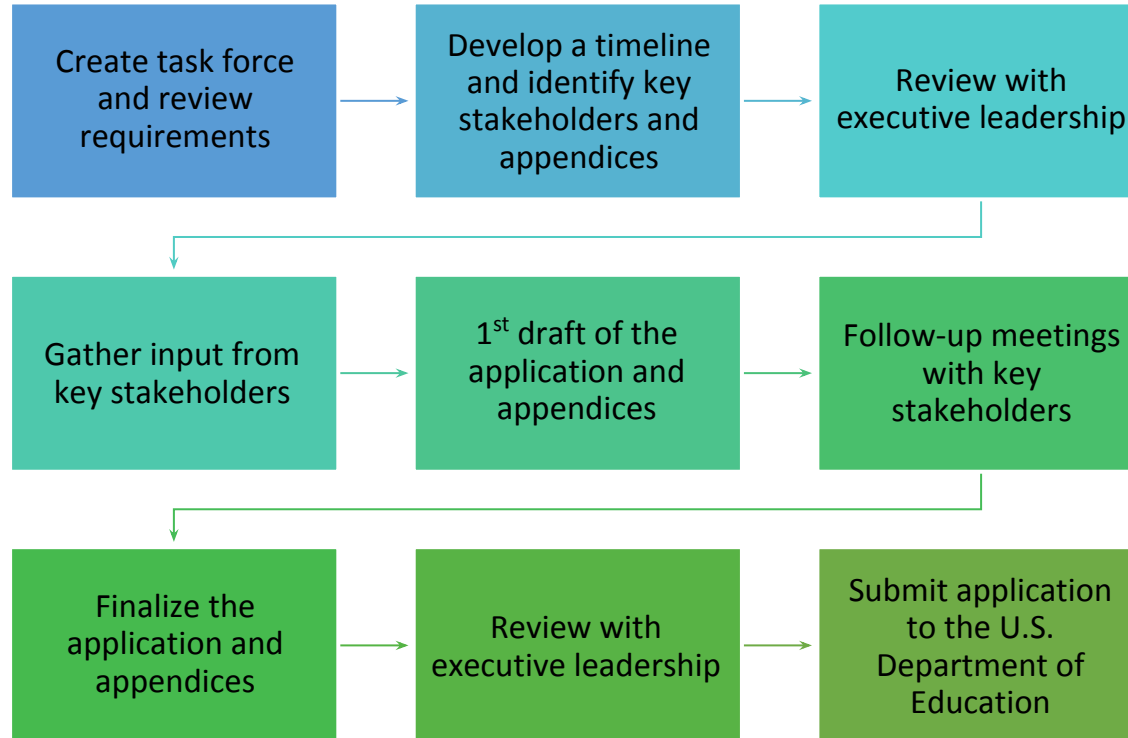 Create task force
and review
requirements
Develop a timeline
and identify key
stakeholders and
appendices
Review with
executive leadership
Gather input from
key stakeholders
1st draft of the
application and
appendices
Follow-up meetings
with key
stakeholders
Finalize the
application and
appendices
Review with
executive leadership
Submit application
to the U.S.
Department of
Education